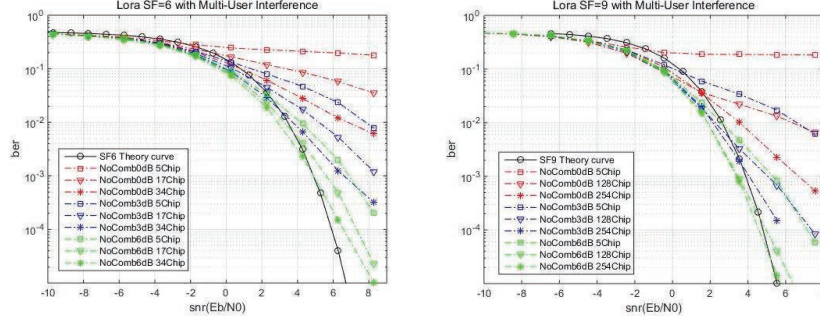 Lora SF=6 with Multi-User Interference
10^0
10^-1
10^-2
10^-3
10^-4
ber
SF6 Theory curve
NoComb0dB 5Chip
NoComb0dB 17Chip
NoComb0dB 34Chip
NoComb3dB 5Chip
NoComb3dB 17Chip
NoComb3dB 34Chip
NoComb6dB 5Chip
NoComb6dB 17Chip
NoComb6dB 34Chip
-10 -8 -6 -4 -2 0 2 4 6 8
snr(Eb/N0)
Lora SF=9 with Multi-User Interference
10^0
10^-1
10^-2
10^-3
10^-4
ber
SF9 Theory curve
NoComb0dB 5Chip
NoComb0dB 128Chip
NoComb0dB 254Chip
NoComb3dB 5Chip
NoComb3dB 128Chip
NoComb3dB 254Chip
NoComb6dB 5Chip
NoComb6dB 128Chip
NoComb6dB 254Chip
-10 -8 -6 -4 -2 0 2 4 6
snr(Eb/N0)